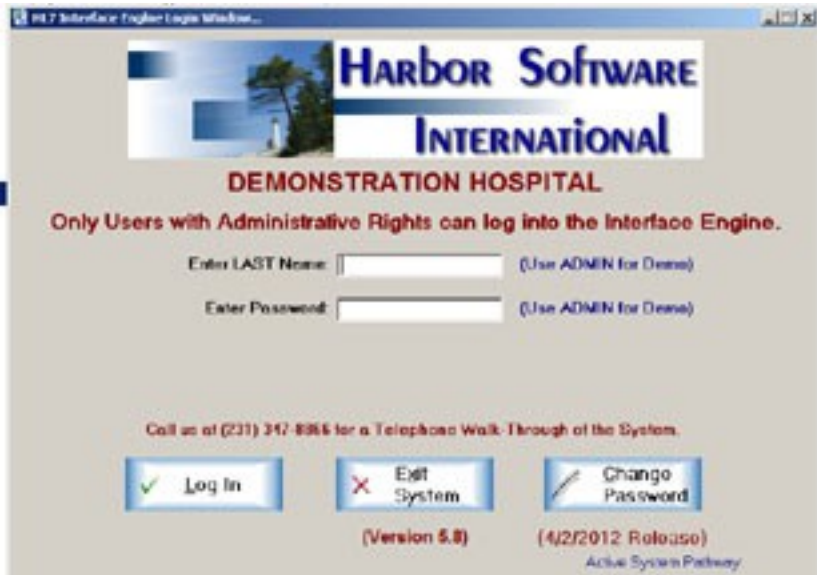 HL7 Interface Engine Login Window...
Harbor Software
International
DEMONSTRATION HOSPITAL
Only Users with Administrative Rights can log into the Interface Engine.
Enter LAST Name: (Use ADMIN for Demo)
Enter Password: (Use ADMIN for Demo)
Call us at (231) 347-8866 for a Telephone Walk-Through of the System.
Log In
Exit System
Change Password
(Version 5.8) (4/2/2012 Release)
Active System Pathway